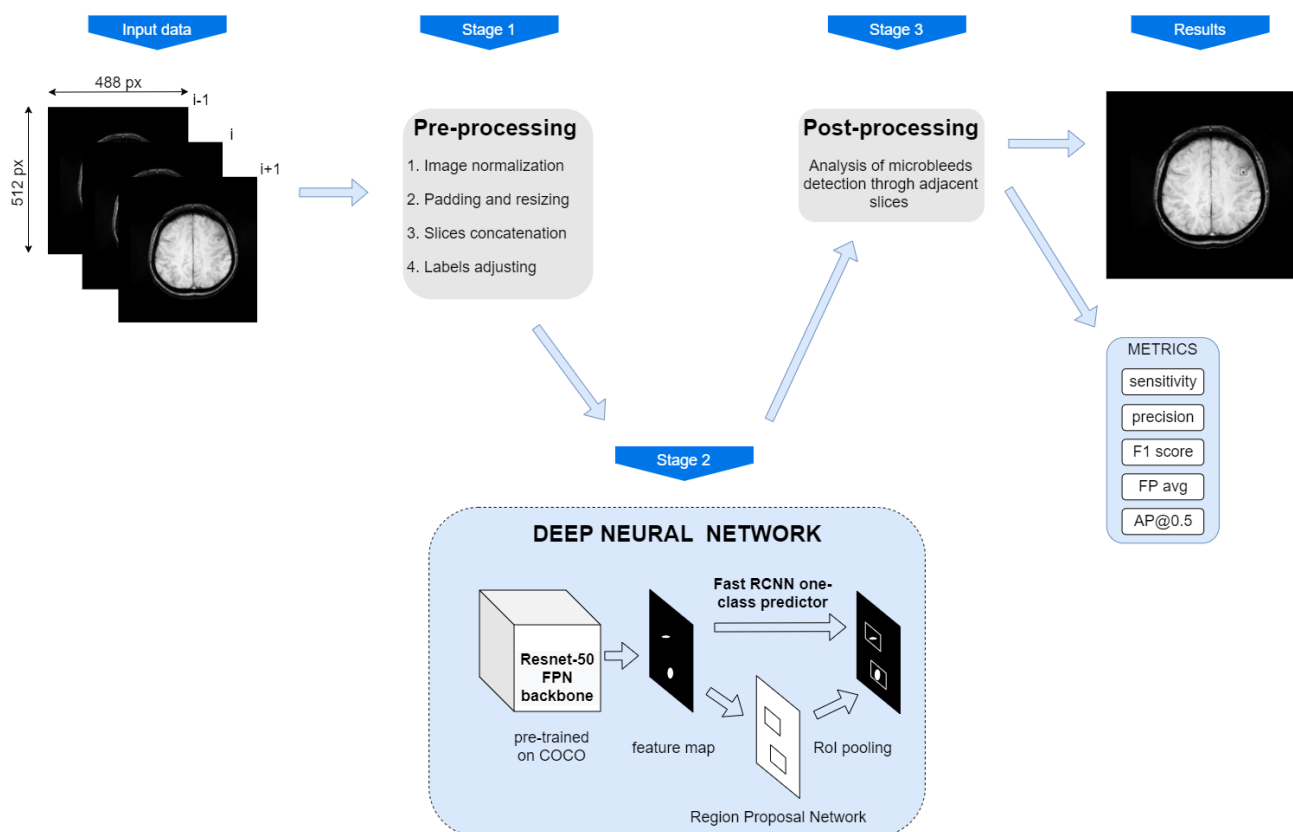 Input data
Stage 1
Stage 3
Results
488 px
i-1
i
i+1
512 px
Pre-processing
1. Image normalization
2. Padding and resizing
3. Slices concatenation
4. Labels adjusting
Post-processing
Analysis of microbleeds
detection throgh adjacent
slices
METRICS
sensitivity
precision
F1 score
FP avg
AP@0.5
Stage 2
DEEP NEURAL NETWORK
Fast RCNN one-
class predictor
Resnet-50
FPN
backbone
pre-trained
on COCO
feature map
RoI pooling
Region Proposal Network